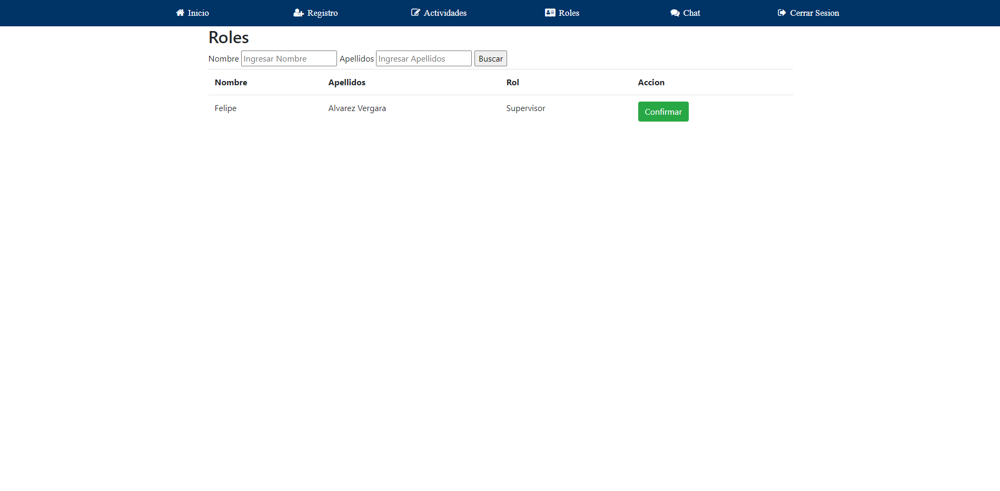 Inicio Registro Actividades Roles Chat Cerrar Sesion
Roles
Nombre Ingresar Nombre Apellidos Ingresar Apellidos Buscar
Nombre Apellidos Rol Accion
Felipe Alvarez Vergara Supervisor Confirmar